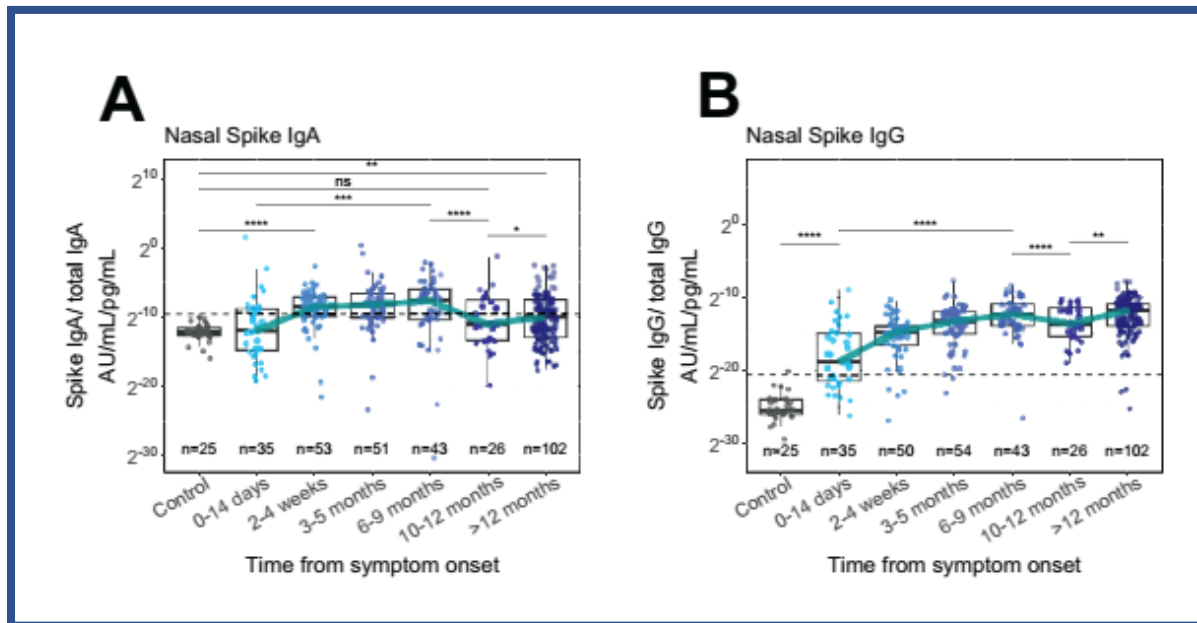 A
Nasal Spike IgA
Spike IgA/ total IgA
AU/mL/pg/mL
2^10
2^0
2^-10
2^-20
2^-30
**
ns
***
****
****
*
n=25 n=35 n=53 n=51 n=43 n=26 n=102
Control 0-14 days 2-4 weeks 3-5 months 6-9 months 10-12 months >12 months
Time from symptom onset
B
Nasal Spike IgG
Spike IgG/ total IgG
AU/mL/pg/mL
2^0
2^-10
2^-20
2^-30
****
****
****
**
n=25 n=35 n=50 n=54 n=43 n=26 n=102
Control 0-14 days 2-4 weeks 3-5 months 6-9 months 10-12 months >12 months
Time from symptom onset